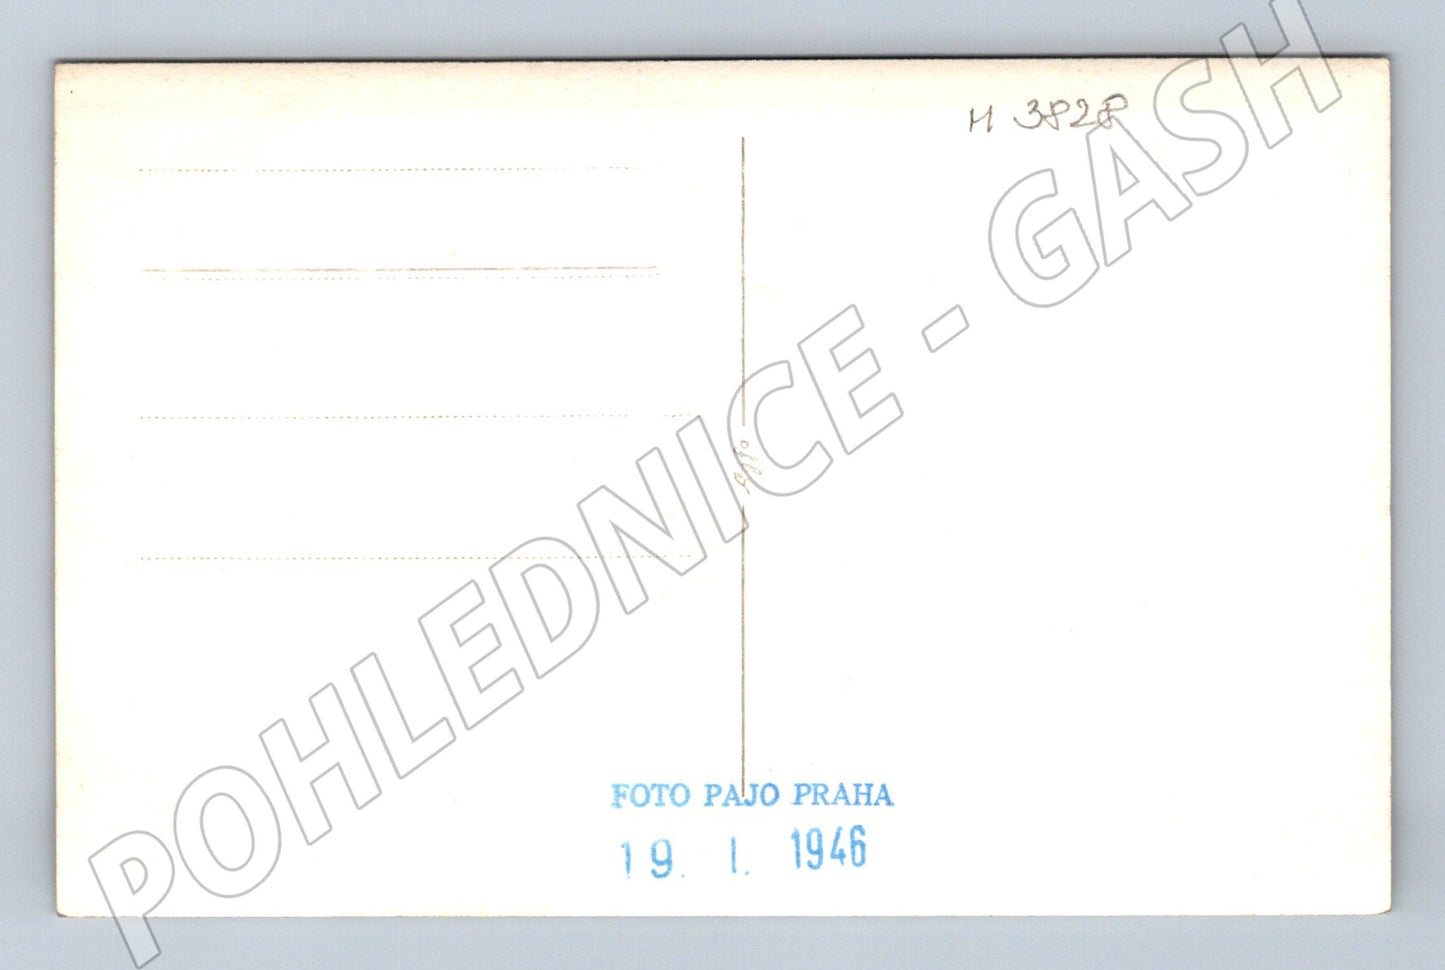 H 3828
POHLEDNICE - GASH
FOTO PAJO PRAHA
19. I. 1946